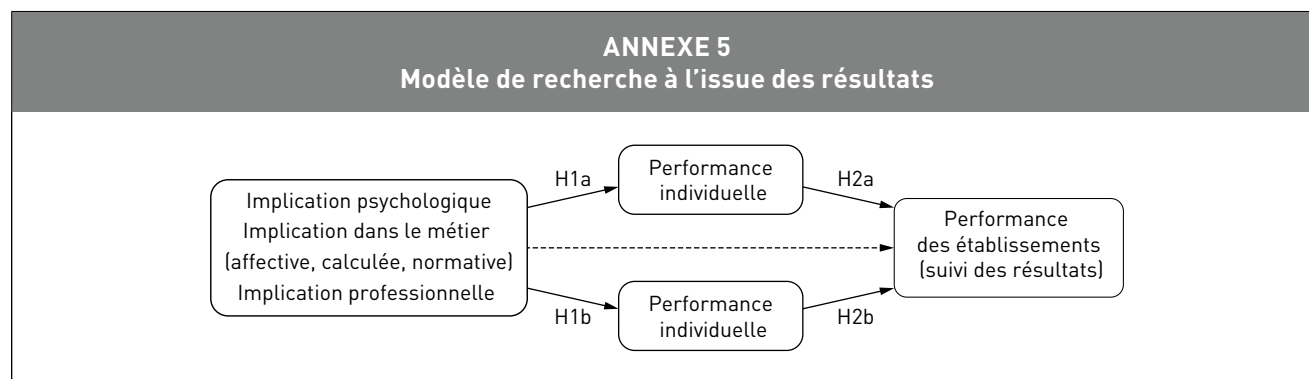 ANNEXE 5
Modèle de recherche à l'issue des résultats
Implication psychologique
Implication dans le métier
(affective, calculée, normative)
Implication professionnelle
H1a
Performance
individuelle
H2a
H1b
Performance
individuelle
H2b
Performance
des établissements
(suivi des résultats)